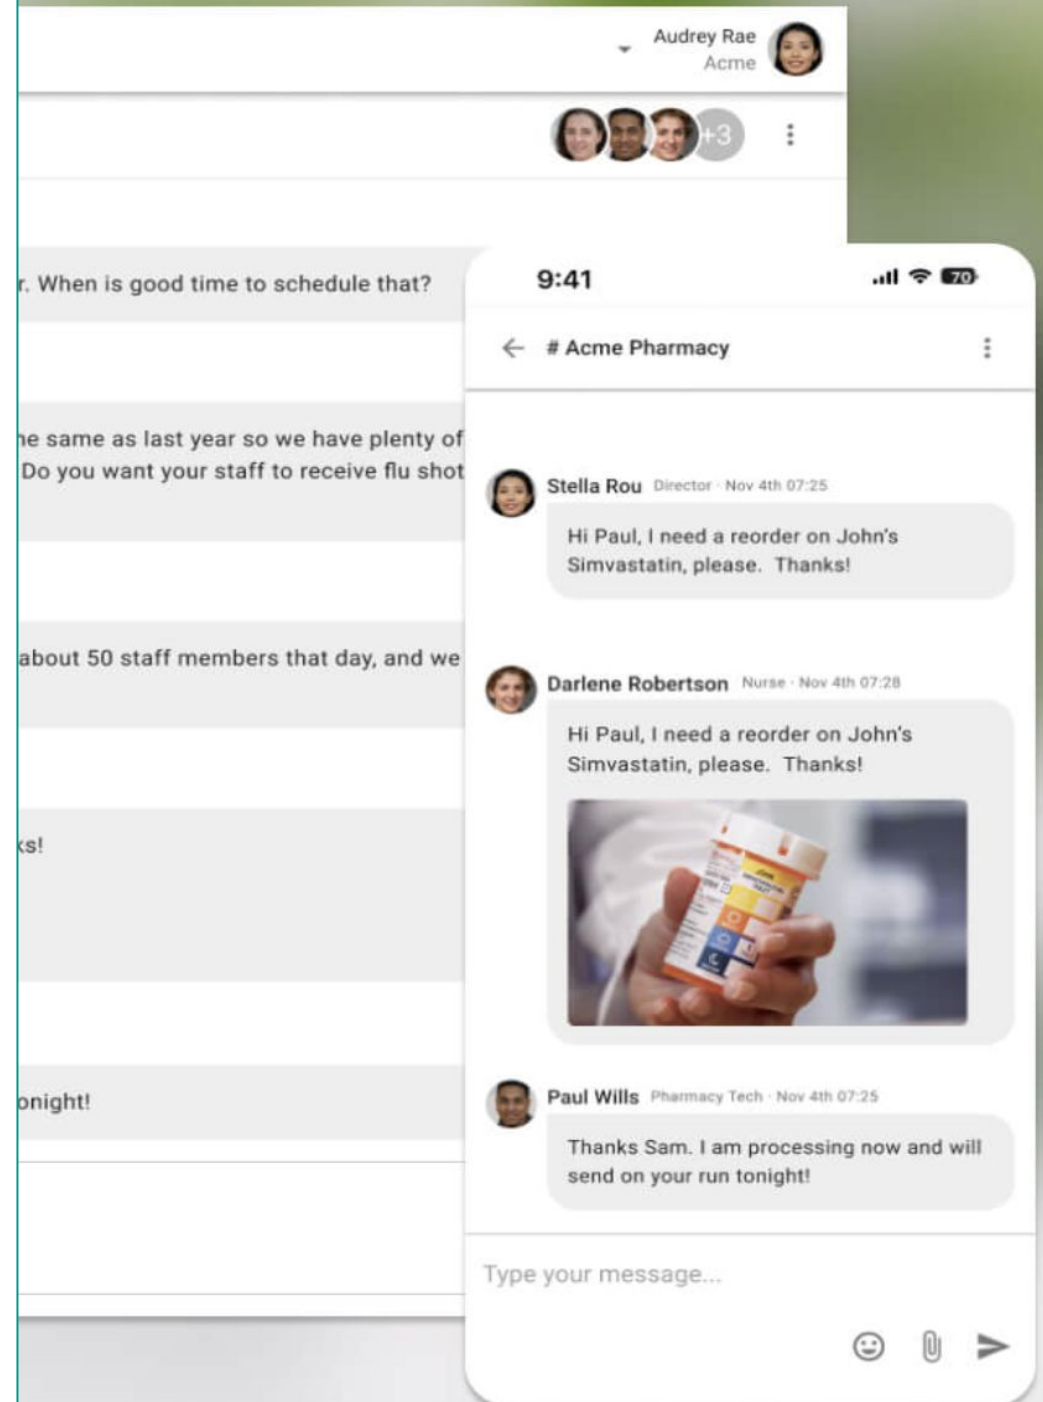 Audrey Rae
Acme
+3
r. When is good time to schedule that?
he same as last year so we have plenty of
Do you want your staff to receive flu shot
about 50 staff members that day, and we
ks!
onight!
9:41
70
# Acme Pharmacy
Stella Rou Director · Nov 4th 07:25
Hi Paul, I need a reorder on John's
Simvastatin, please. Thanks!
Darlene Robertson Nurse · Nov 4th 07:28
Hi Paul, I need a reorder on John's
Simvastatin, please. Thanks!
Paul Wills Pharmacy Tech · Nov 4th 07:25
Thanks Sam. I am processing now and will
send on your run tonight!
Type your message...